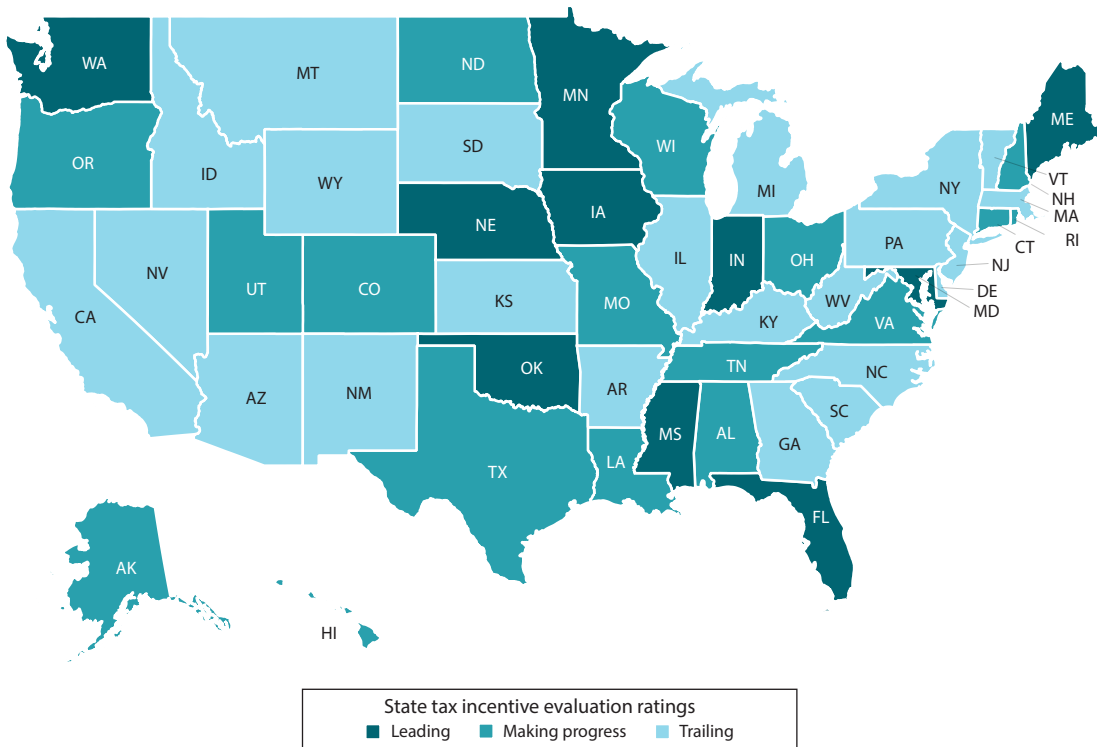 WA
MT
ND
MN
ME
OR
ID
SD
WI
MI
NY
VT
WY
NH
MA
RI
CT
NE
IA
PA
NJ
NV
IL
IN
OH
UT
CO
KS
MO
WV
DE
MD
CA
KY
VA
OK
TN
NC
AZ
NM
AR
SC
MS
AL
GA
TX
LA
FL
AK
HI
State tax incentive evaluation ratings
Leading Making progress Trailing